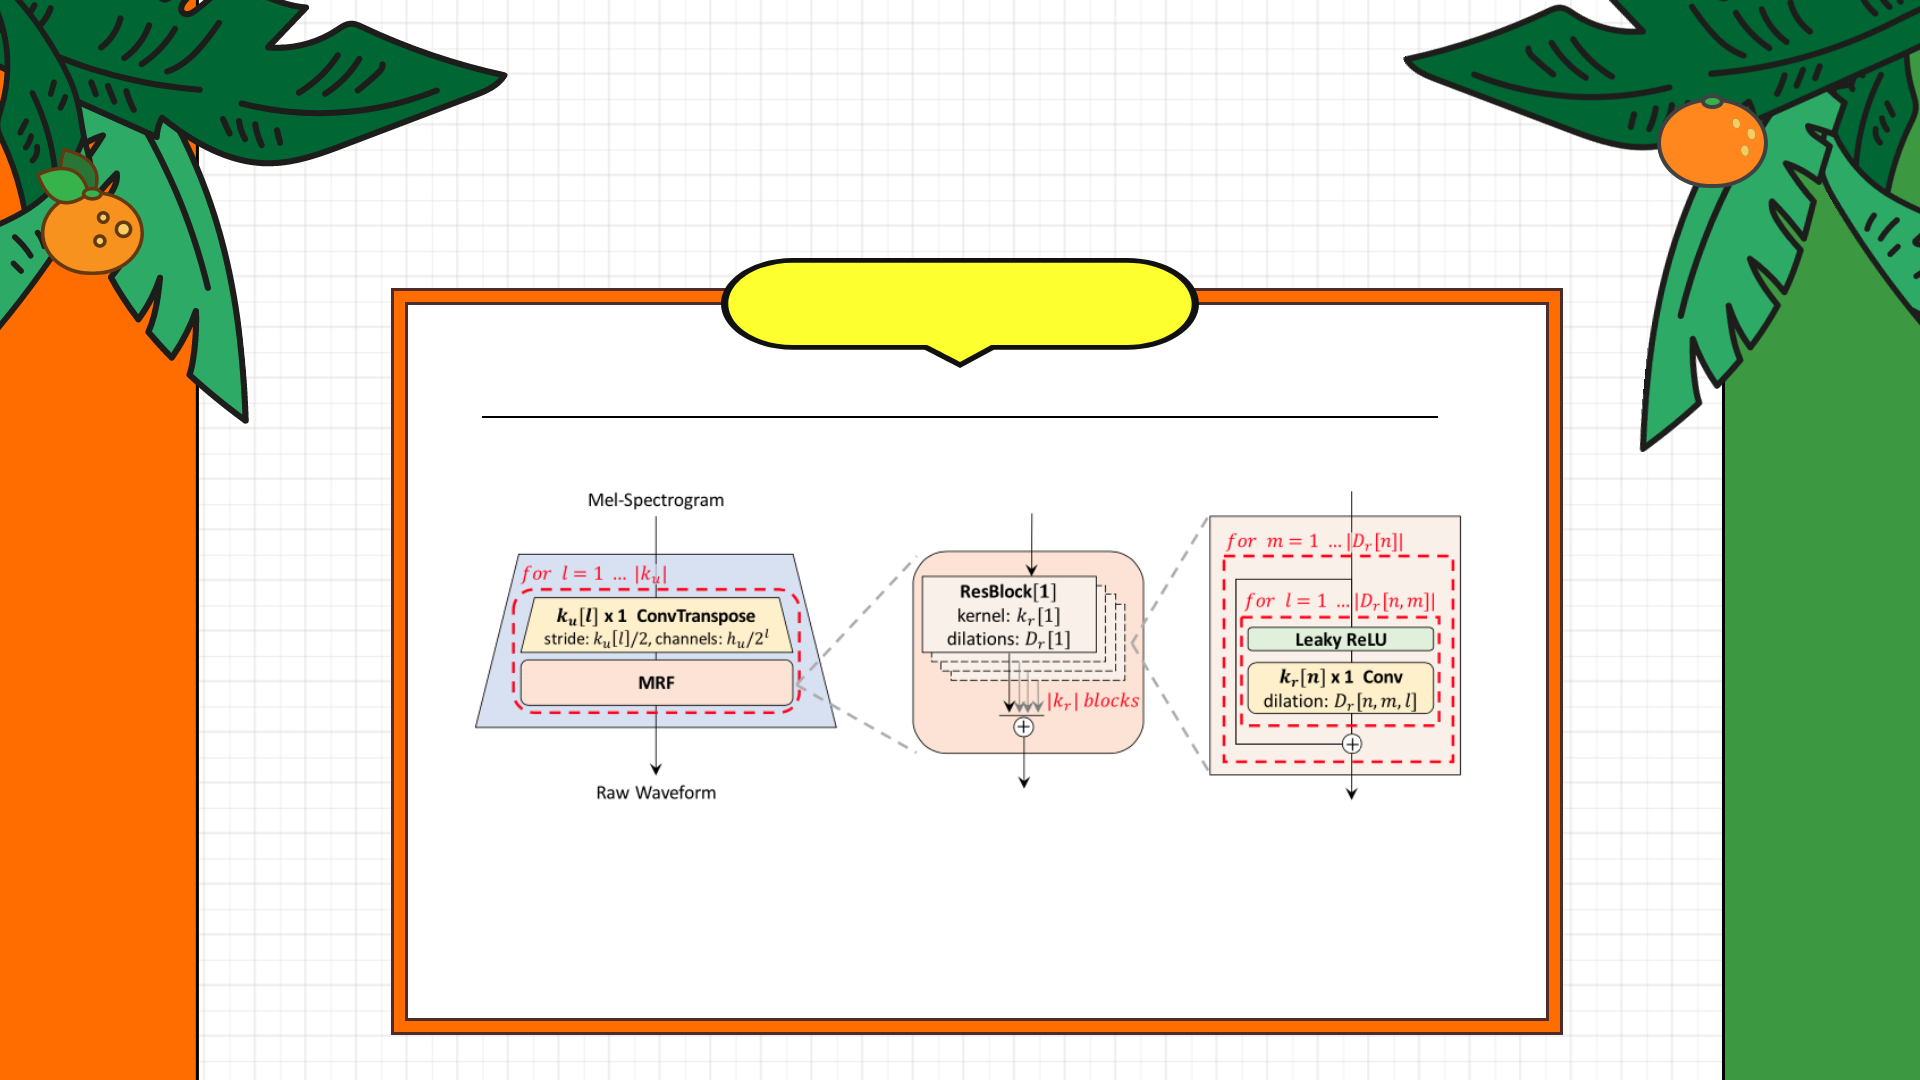 Mel-Spectrogram
for l = 1 ... |k_u|
k_u[l] x 1 ConvTranspose
stride: k_u[l]/2, channels: h_u/2^l
MRF
Raw Waveform
ResBlock[1]
kernel: k_r[1]
dilations: D_r[1]
|k_r| blocks
for m = 1 ...|D_r[n]|
for l = 1 ...|D_r[n, m]|
Leaky ReLU
k_r[n] x 1 Conv
dilation: D_r[n, m, l]